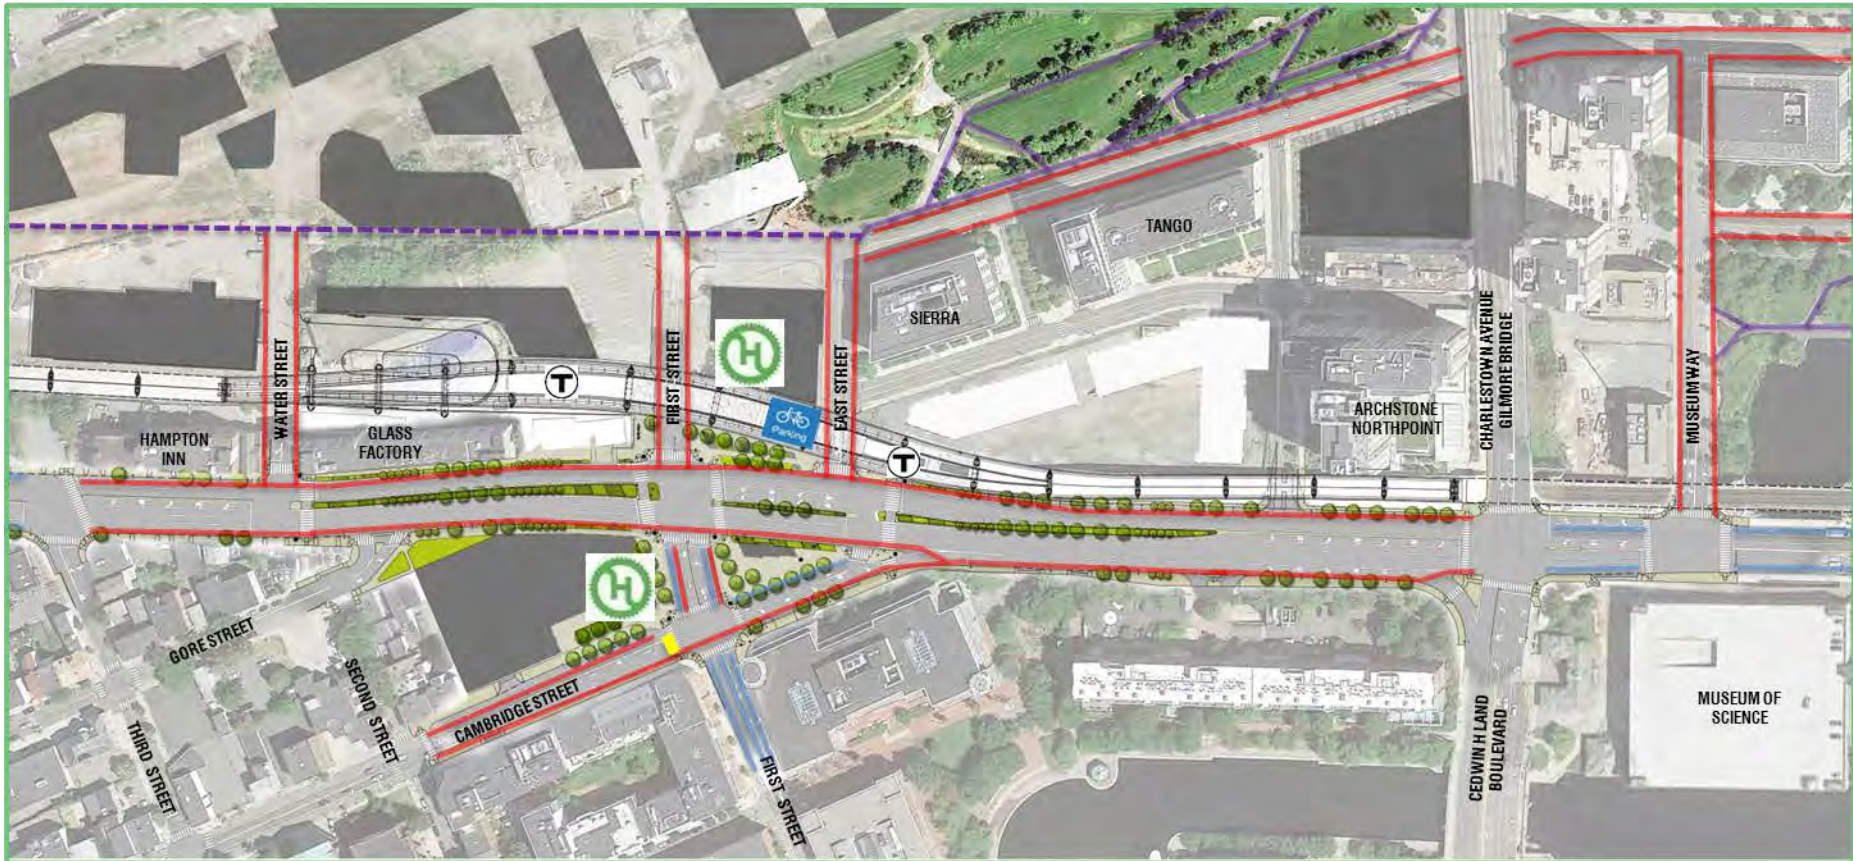 TANGO
SIERRA
CHARLESTOWN AVENUE
GILMORE BRIDGE
MUSEUM WAY
WATER STREET
FIRST STREET
EAST STREET
H
T
Parking
HAMPTON
INN
GLASS
FACTORY
T
ARCHSTONE
NORTHPOINT
H
GORE STREET
SECOND STREET
THIRD STREET
CAMBRIDGE STREET
FIRST STREET
CEDWIN H LAND
BOULEVARD
MUSEUM OF
SCIENCE